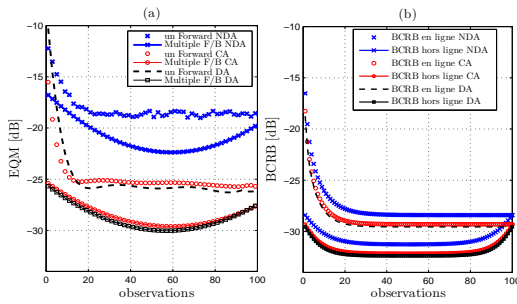 (a)
un Forward NDA
Multiple F/B NDA
un Forward CA
Multiple F/B CA
un Forward DA
Multiple F/B DA
−10
−15
−20
−25
−30
0
20
40
60
80
100
EQM [dB]
observations
(b)
BCRB en ligne NDA
BCRB hors ligne NDA
BCRB en ligne CA
BCRB hors ligne CA
BCRB en ligne DA
BCRB hors ligne DA
−10
−15
−20
−25
−30
0
20
40
60
80
100
BCRB [dB]
observations